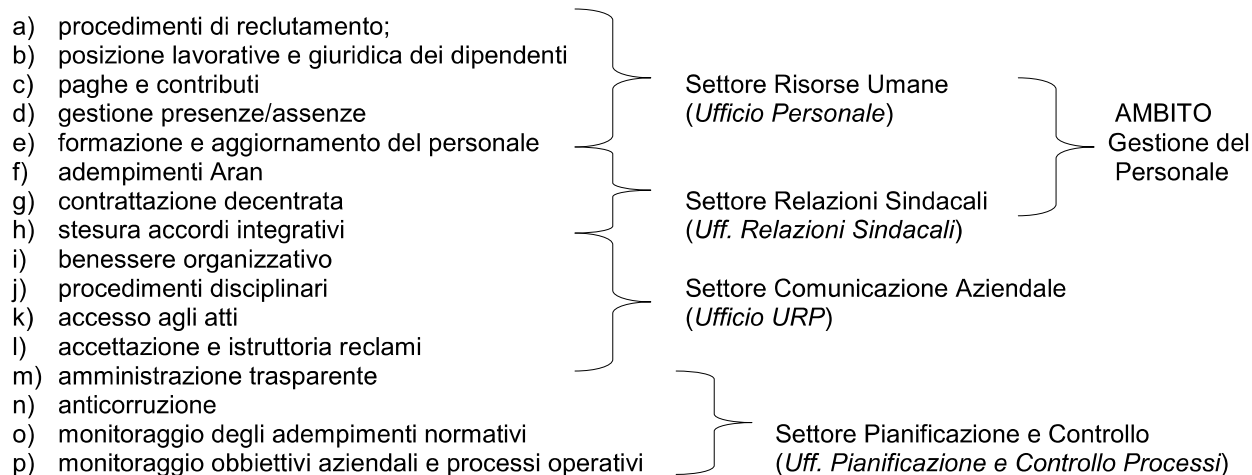 a) procedimenti di reclutamento;
b) posizione lavorative e giuridica dei dipendenti
c) paghe e contributi
d) gestione presenze/assenze
e) formazione e aggiornamento del personale
f) adempimenti Aran
g) contrattazione decentrata
h) stesura accordi integrativi
i) benessere organizzativo
j) procedimenti disciplinari
k) accesso agli atti
l) accettazione e istruttoria reclami
m) amministrazione trasparente
n) anticorruzione
o) monitoraggio degli adempimenti normativi
p) monitoraggio obbiettivi aziendali e processi operativi
Settore Risorse Umane
(Ufficio Personale)
Settore Relazioni Sindacali
(Uff. Relazioni Sindacali)
Settore Comunicazione Aziendale
(Ufficio URP)
Settore Pianificazione e Controllo
(Uff. Pianificazione e Controllo Processi)
AMBITO
Gestione del
Personale